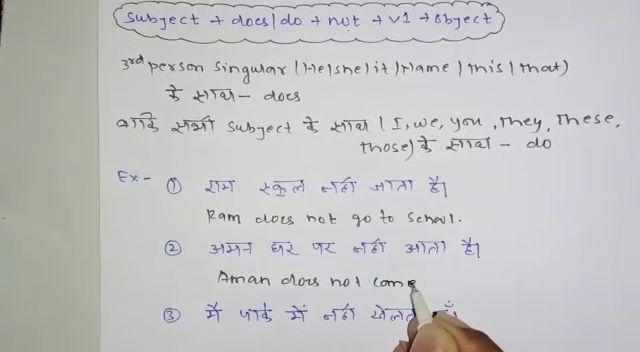 Subject + does/do + not + v1 + object
3rd person singular (He/she/it/Name/this/that)
के साथ - does
बाकि सभी subject के साथ (I, we, you, They, These,
those) के साथ - do
Ex- ① राम स्कुल नहीं जाता है।
Ram does not go to school.
② अमन घर पर नहीं आता है।
Aman does not come
③ मैं पार्क में नहीं